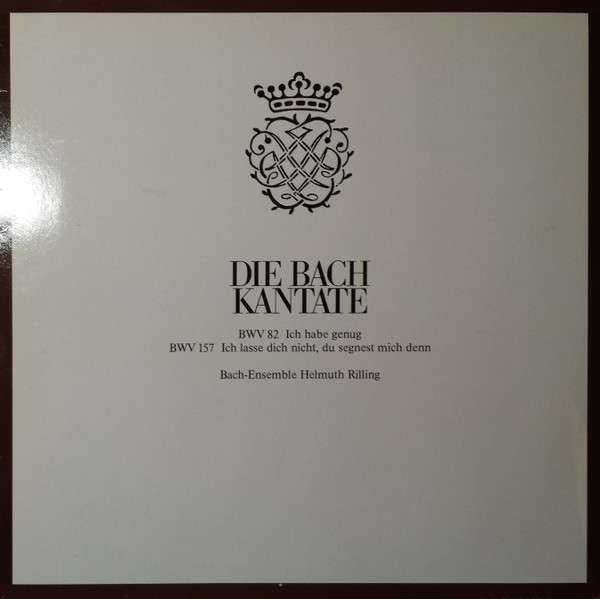 DIE BACH
KANTATE
BWV 82 Ich habe genug
BWV 157 Ich lasse dich nicht, du segnest mich denn
Bach-Ensemble Helmuth Rilling